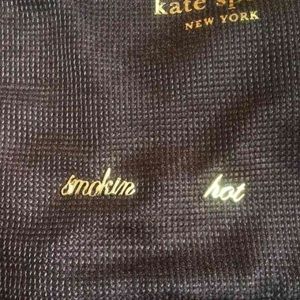 kate sp
NEW YORK
smokin hot